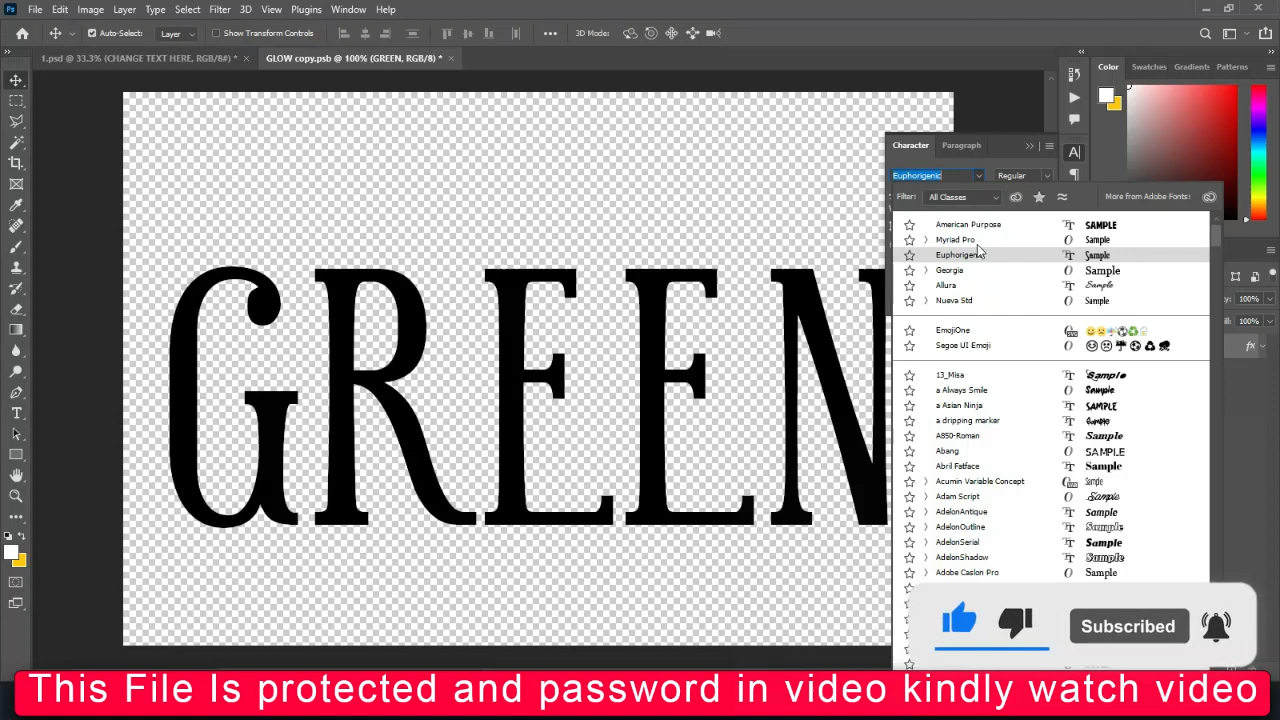 Ps File Edit Image Layer Type Select Filter 3D View Plugins Window Help
Auto-Select: Layer Show Transform Controls 3D Mode:
1.psd @ 33.3% (CHANGE TEXT HERE, RGB/8#) * GLOW copy.psb @ 100% (GREEN, RGB/8) *
Color Swatches Gradients Patterns
Character Paragraph
Euphorigenic Regular
Filter: All Classes More from Adobe Fonts:
American Purpose SAMPLE
Myriad Pro Sample
Euphorigenic Sample
Georgia Sample
Allura Sample
Nueva Std Sample
EmojiOne
Segoe UI Emoji
13_Misa Sample
a Always Smile Sample
a Asian Ninja SAMPLE
a dripping marker Sample
A850-Roman Sample
Abang SAMPLE
Abril Fatface Sample
Acumin Variable Concept Sample
Adam Script Sample
AdelonAntique Sample
AdelonOutline Sample
AdelonSerial Sample
AdelonShadow Sample
Adobe Caslon Pro Sample
100%
100%
fx
GREEN
Subscribed
This File Is protected and password in video kindly watch video